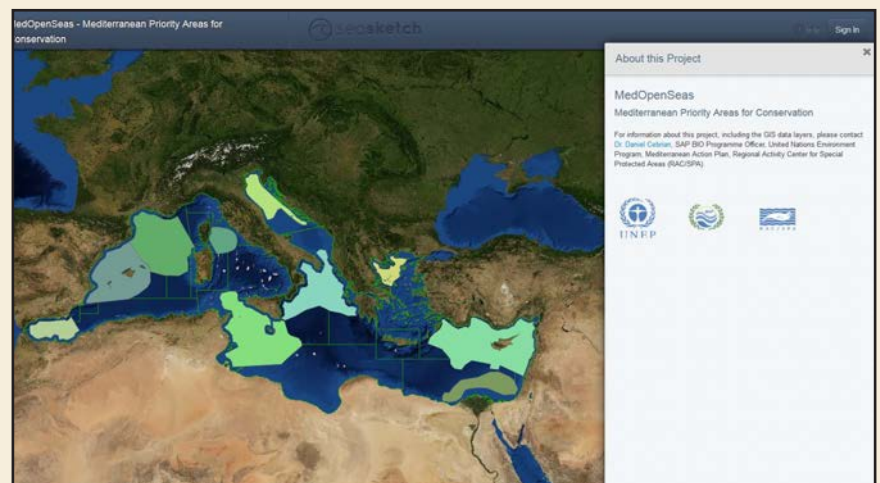 MedOpenSeas - Mediterranean Priority Areas for
Conservation
seasketch
Sign In
About this Project
MedOpenSeas
Mediterranean Priority Areas for Conservation
For information about this project, including the GIS data layers, please contact
Dr. Daniel Cebrian, SAP BIO Programme Officer, United Nations Environment
Program, Mediterranean Action Plan, Regional Activity Center for Special
Protected Areas (RAC/SPA).
UNEP
RAC/SPA